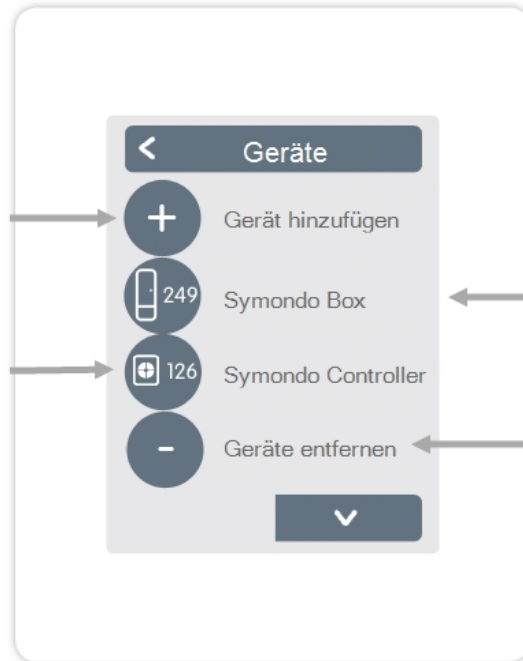 Geräte
+ Gerät hinzufügen
249 Symondo Box
126 Symondo Controller
- Geräte entfernen